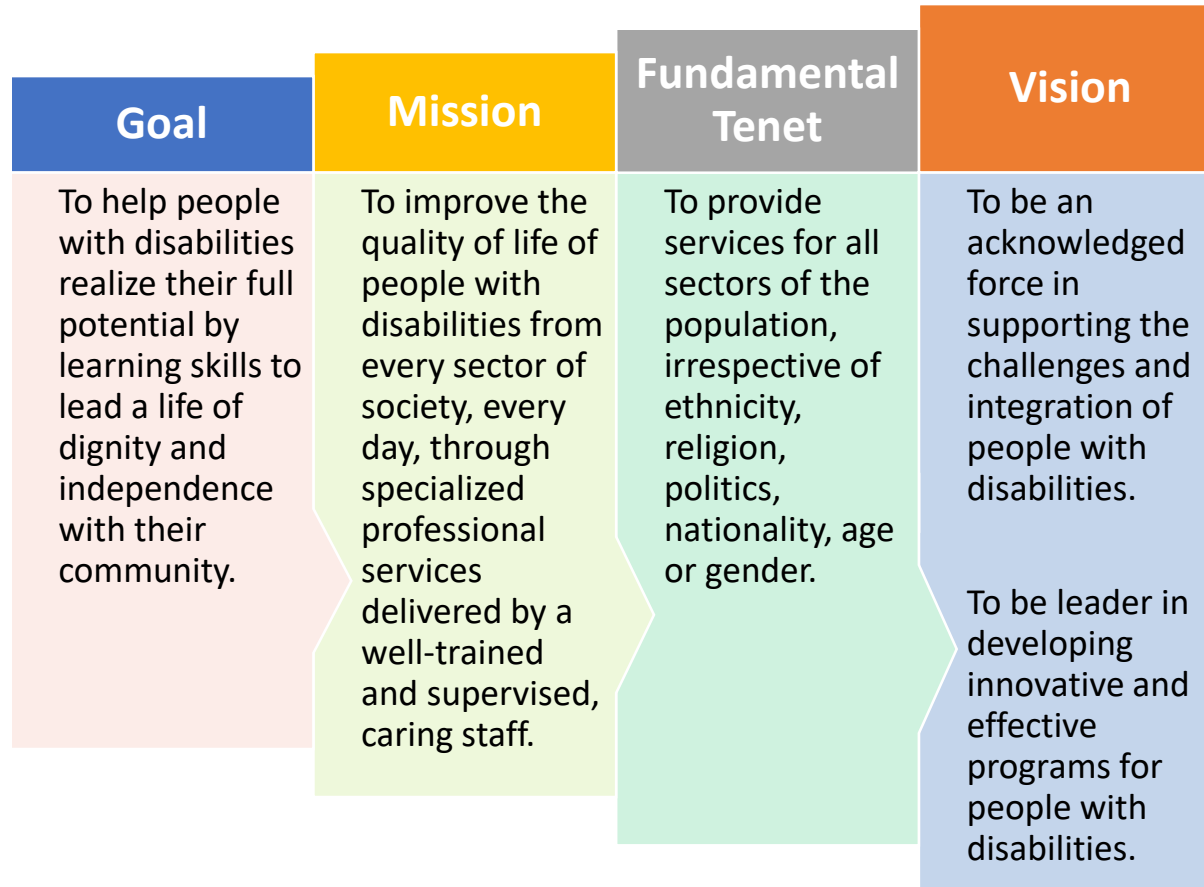 Goal
To help people
with disabilities
realize their full
potential by
learning skills to
lead a life of
dignity and
independence
with their
community.
Mission
To improve the
quality of life of
people with
disabilities from
every sector of
society, every
day, through
specialized
professional
services
delivered by a
well-trained
and supervised,
caring staff.
Fundamental
Tenet
To provide
services for all
sectors of the
population,
irrespective of
ethnicity,
religion,
politics,
nationality, age
or gender.
Vision
To be an
acknowledged
force in
supporting the
challenges and
integration of
people with
disabilities.
To be leader in
developing
innovative and
effective
programs for
people with
disabilities.